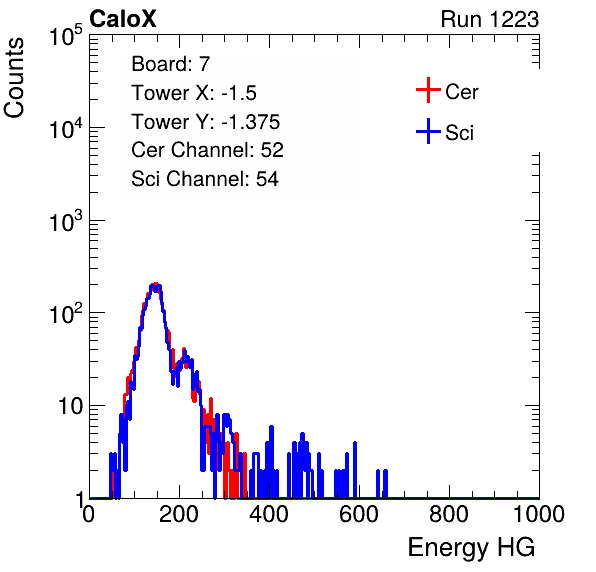 CaloX Run 1223
Counts
Board: 7
Tower X: -1.5
Tower Y: -1.375
Cer Channel: 52
Sci Channel: 54
Cer
Sci
10^5
10^4
10^3
10^2
10
1
0 200 400 600 800 1000
Energy HG